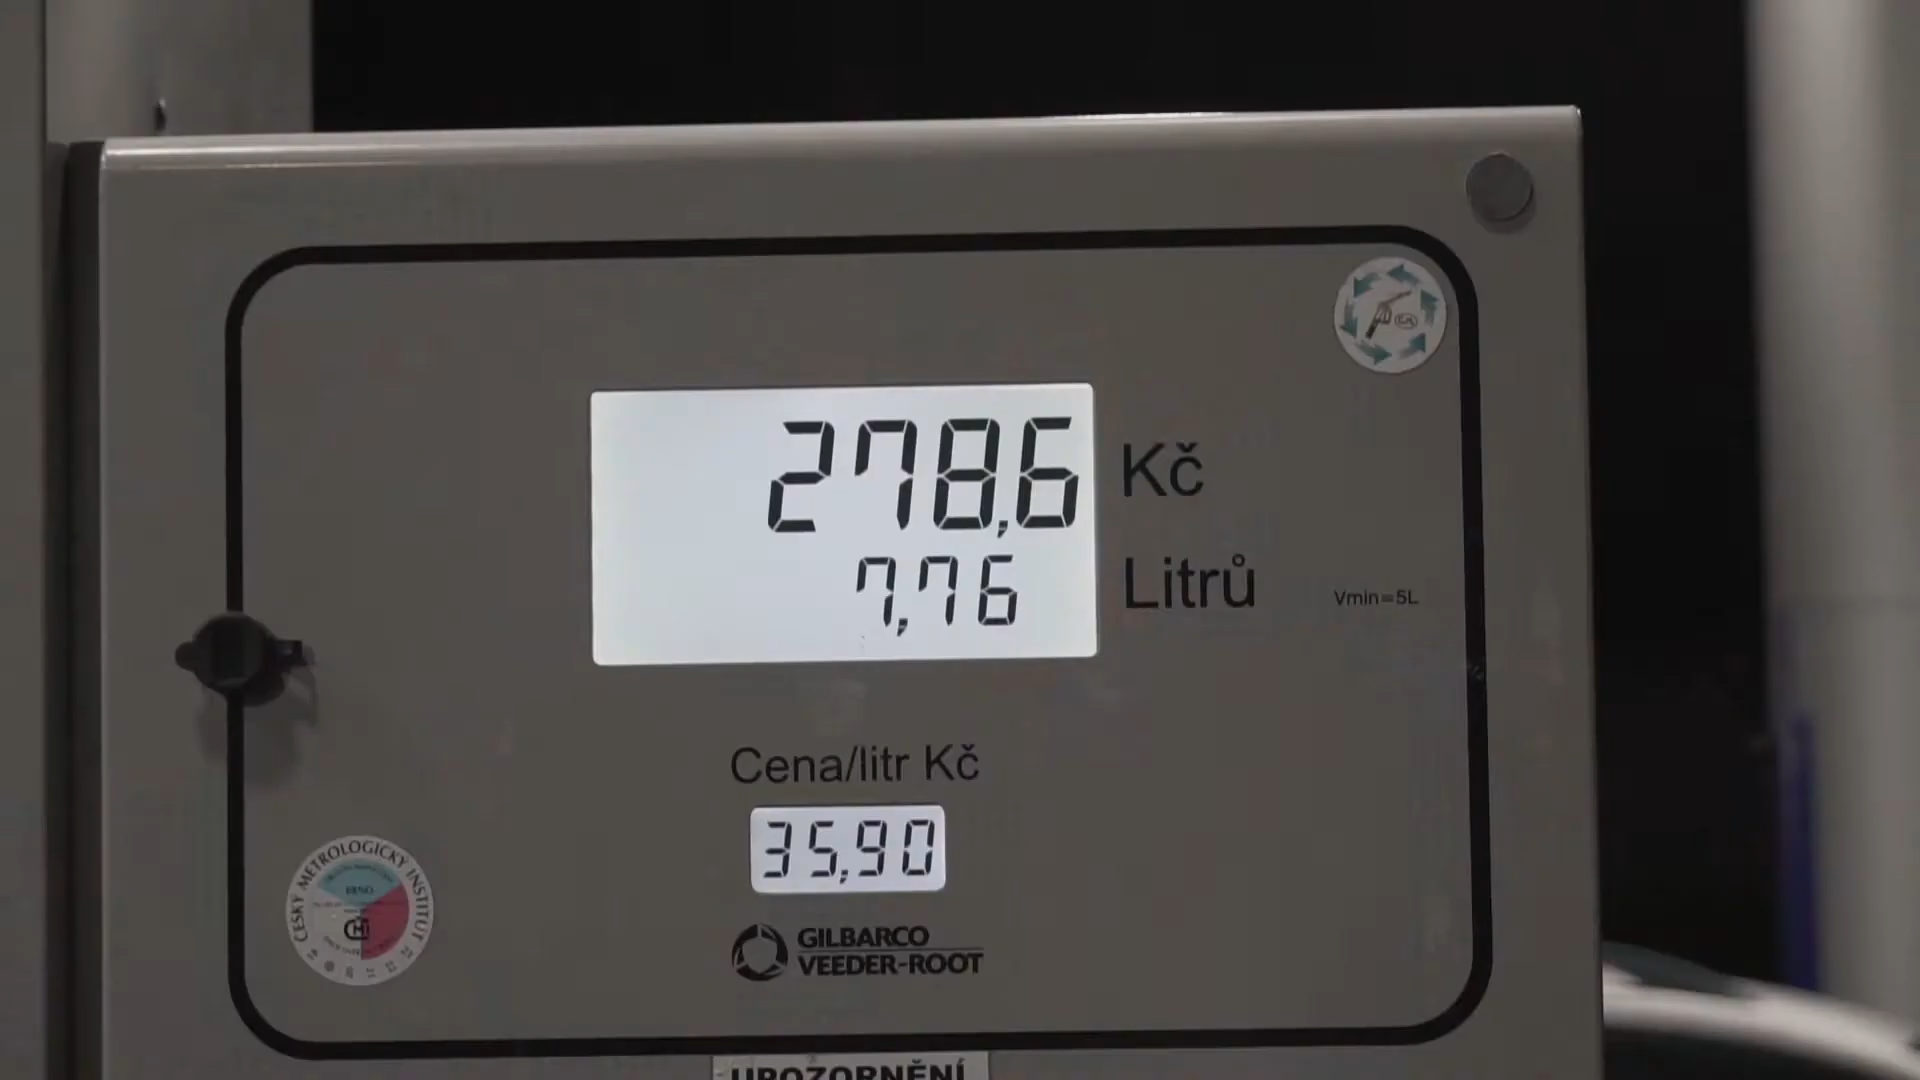 278,6 Kč
7,76 Litrů
Vmin=5L
Cena/litr Kč
35,90
GILBARCO
VEEDER-ROOT
ČESKÝ METROLOGICKÝ INSTITUT
BRNO
UPOZORNĚNÍ